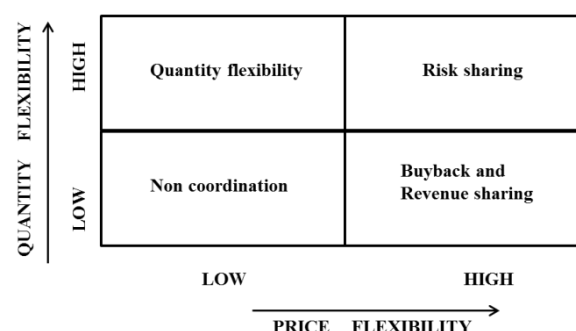 QUANTITY FLEXIBILITY
HIGH
LOW
Quantity flexibility
Risk sharing
Non coordination
Buyback and
Revenue sharing
LOW
HIGH
PRICE FLEXIBILITY